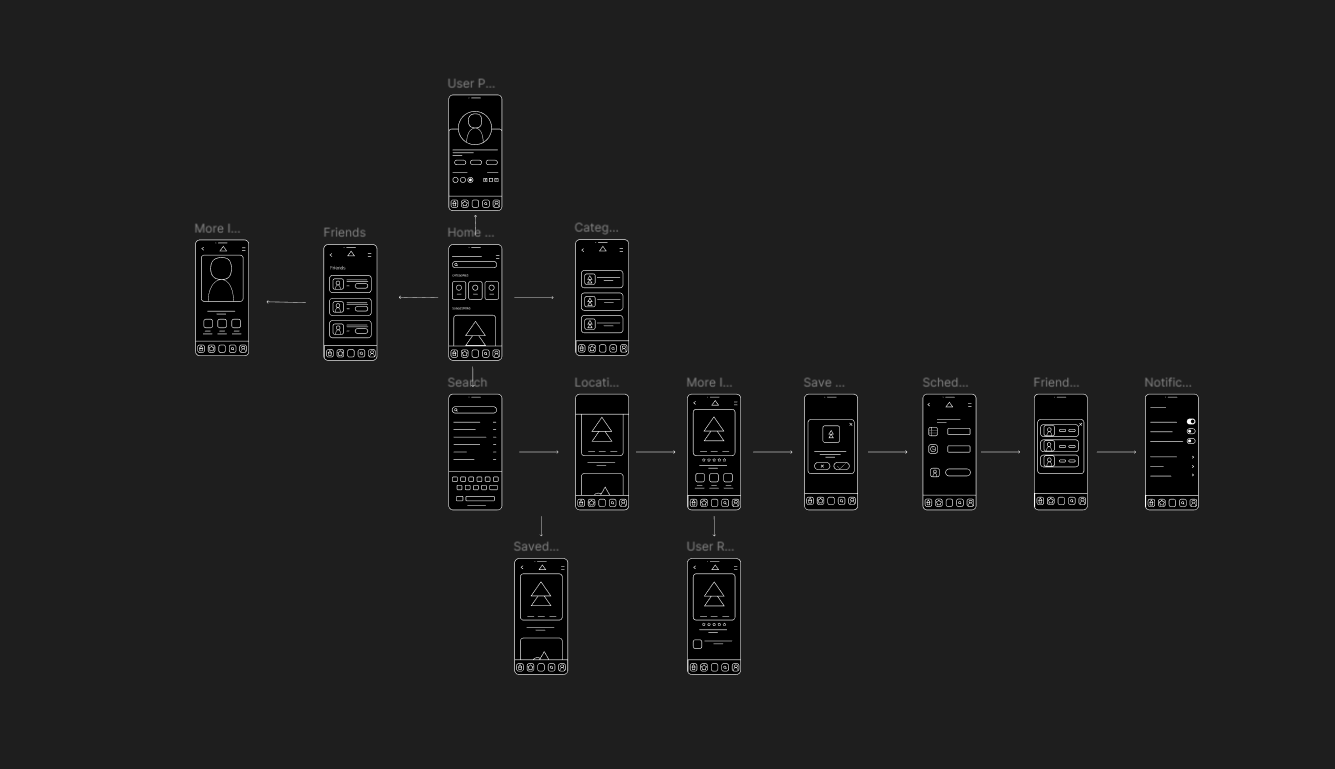 User P...
More I...
Friends
Home ...
Categ...
Friends
CATEGORIES
Search
Locati...
More I...
Save ...
Sched...
Friend...
Notific...
Saved...
User R...